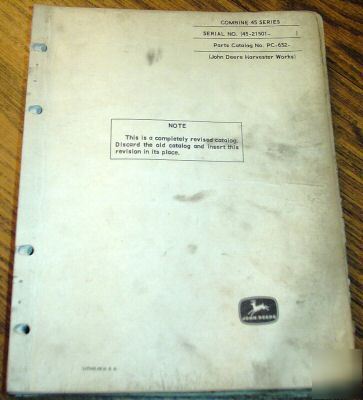 COMBINE 45 SERIES
SERIAL NO. 145-21501-
Parts Catalog No. PC-652-
(John Deere Harvester Works)
NOTE
This is a completely revised catalog.
Discard the old catalog and insert this
revision in its place.
JOHN DEERE